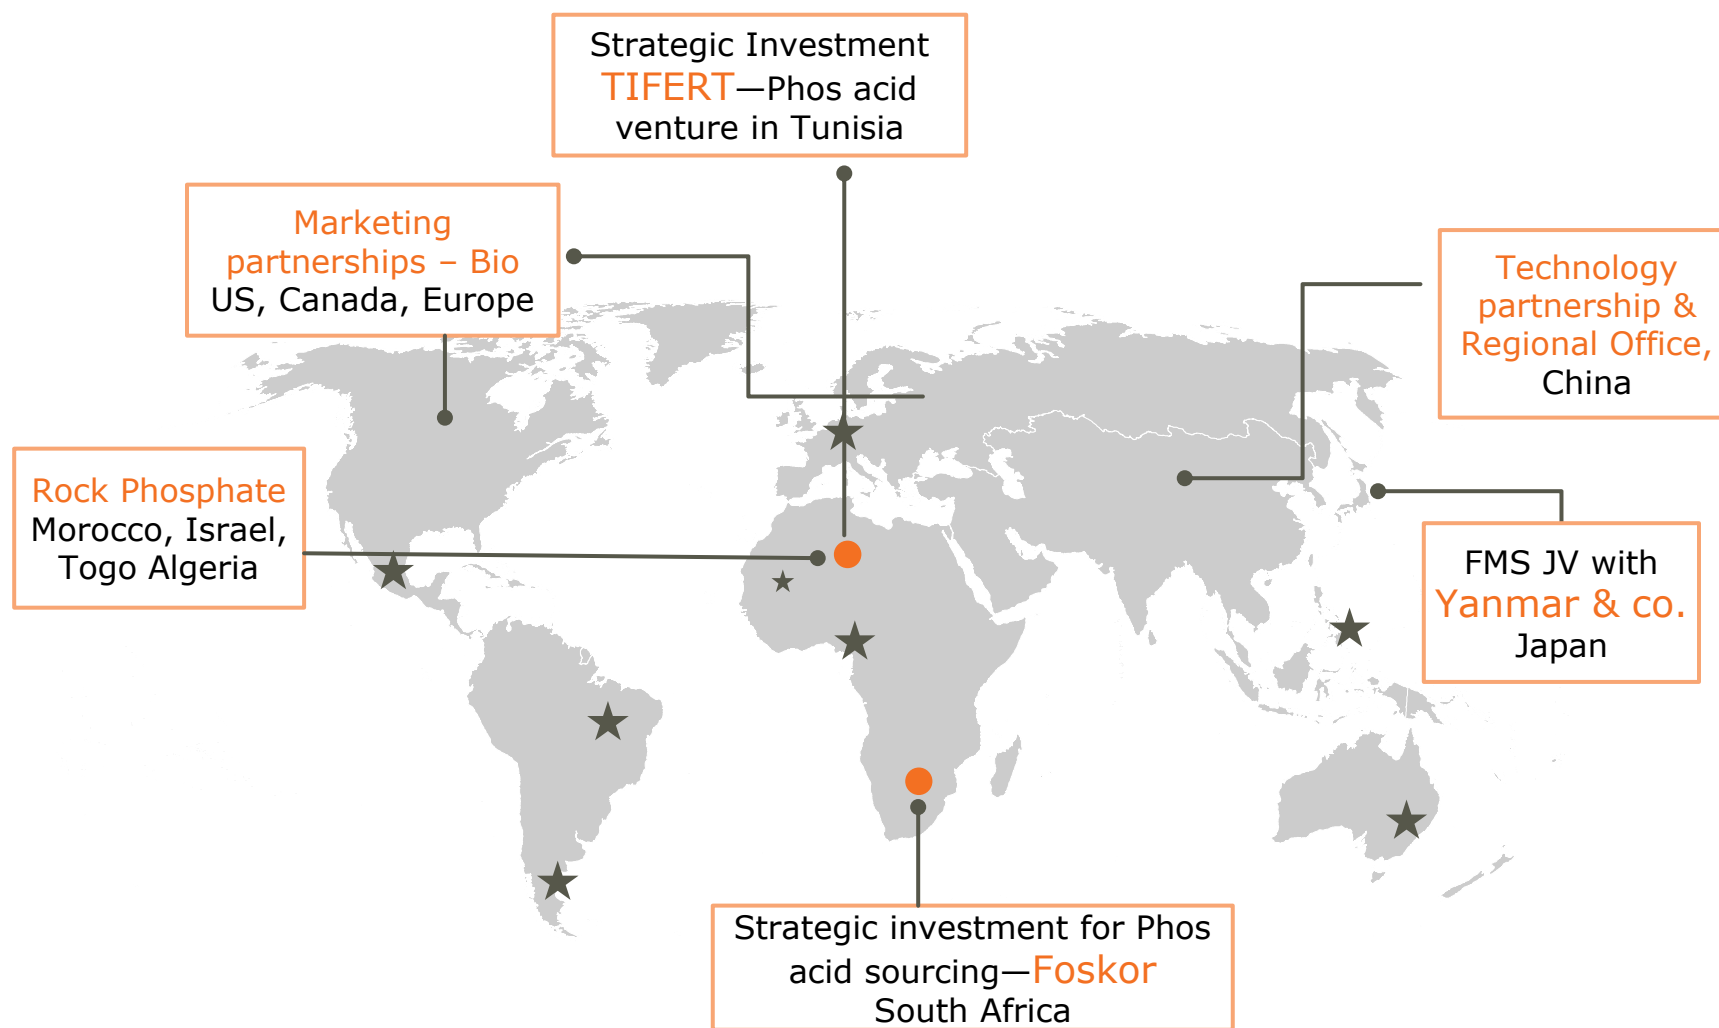 Strategic Investment
TIFERT—Phos acid
venture in Tunisia
Marketing
partnerships – Bio
US, Canada, Europe
Technology
partnership &
Regional Office,
China
Rock Phosphate
Morocco, Israel,
Togo Algeria
FMS JV with
Yanmar & co.
Japan
Strategic investment for Phos
acid sourcing—Foskor
South Africa